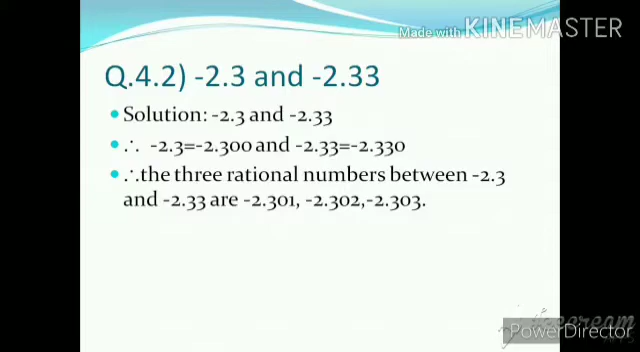 Made with KINEMASTER
Q.4.2) -2.3 and -2.33
Solution: -2.3 and -2.33
∴ -2.3=-2.300 and -2.33=-2.330
∴the three rational numbers between -2.3
and -2.33 are -2.301, -2.302,-2.303.
PowerDirector